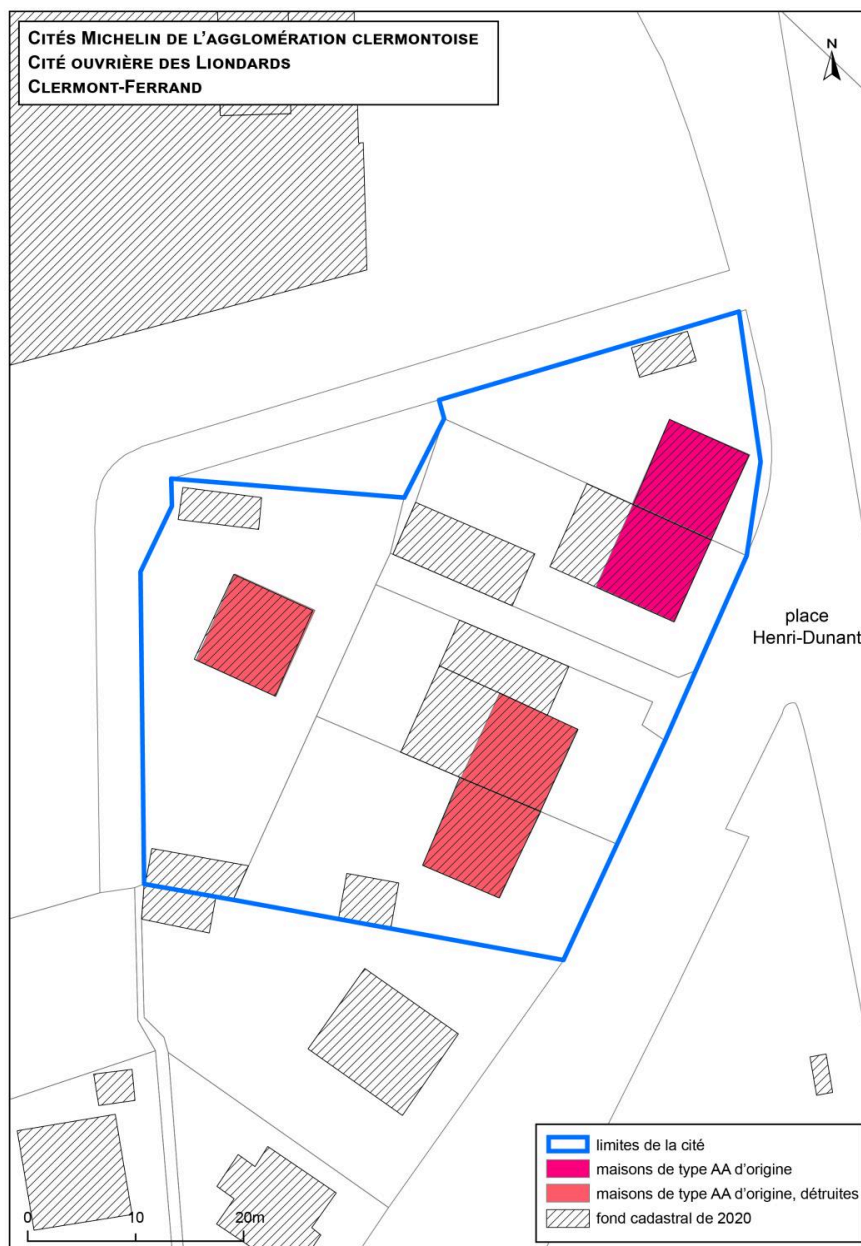 CITÉS MICHELIN DE L'AGGLOMÉRATION CLERMONTOISE
CITÉ OUVRIÈRE DES LIONDARDS
CLERMONT-FERRAND
N
place
Henri-Dunant
limites de la cité
maisons de type AA d'origine
maisons de type AA d'origine, détruites
fond cadastral de 2020
0 10 20m